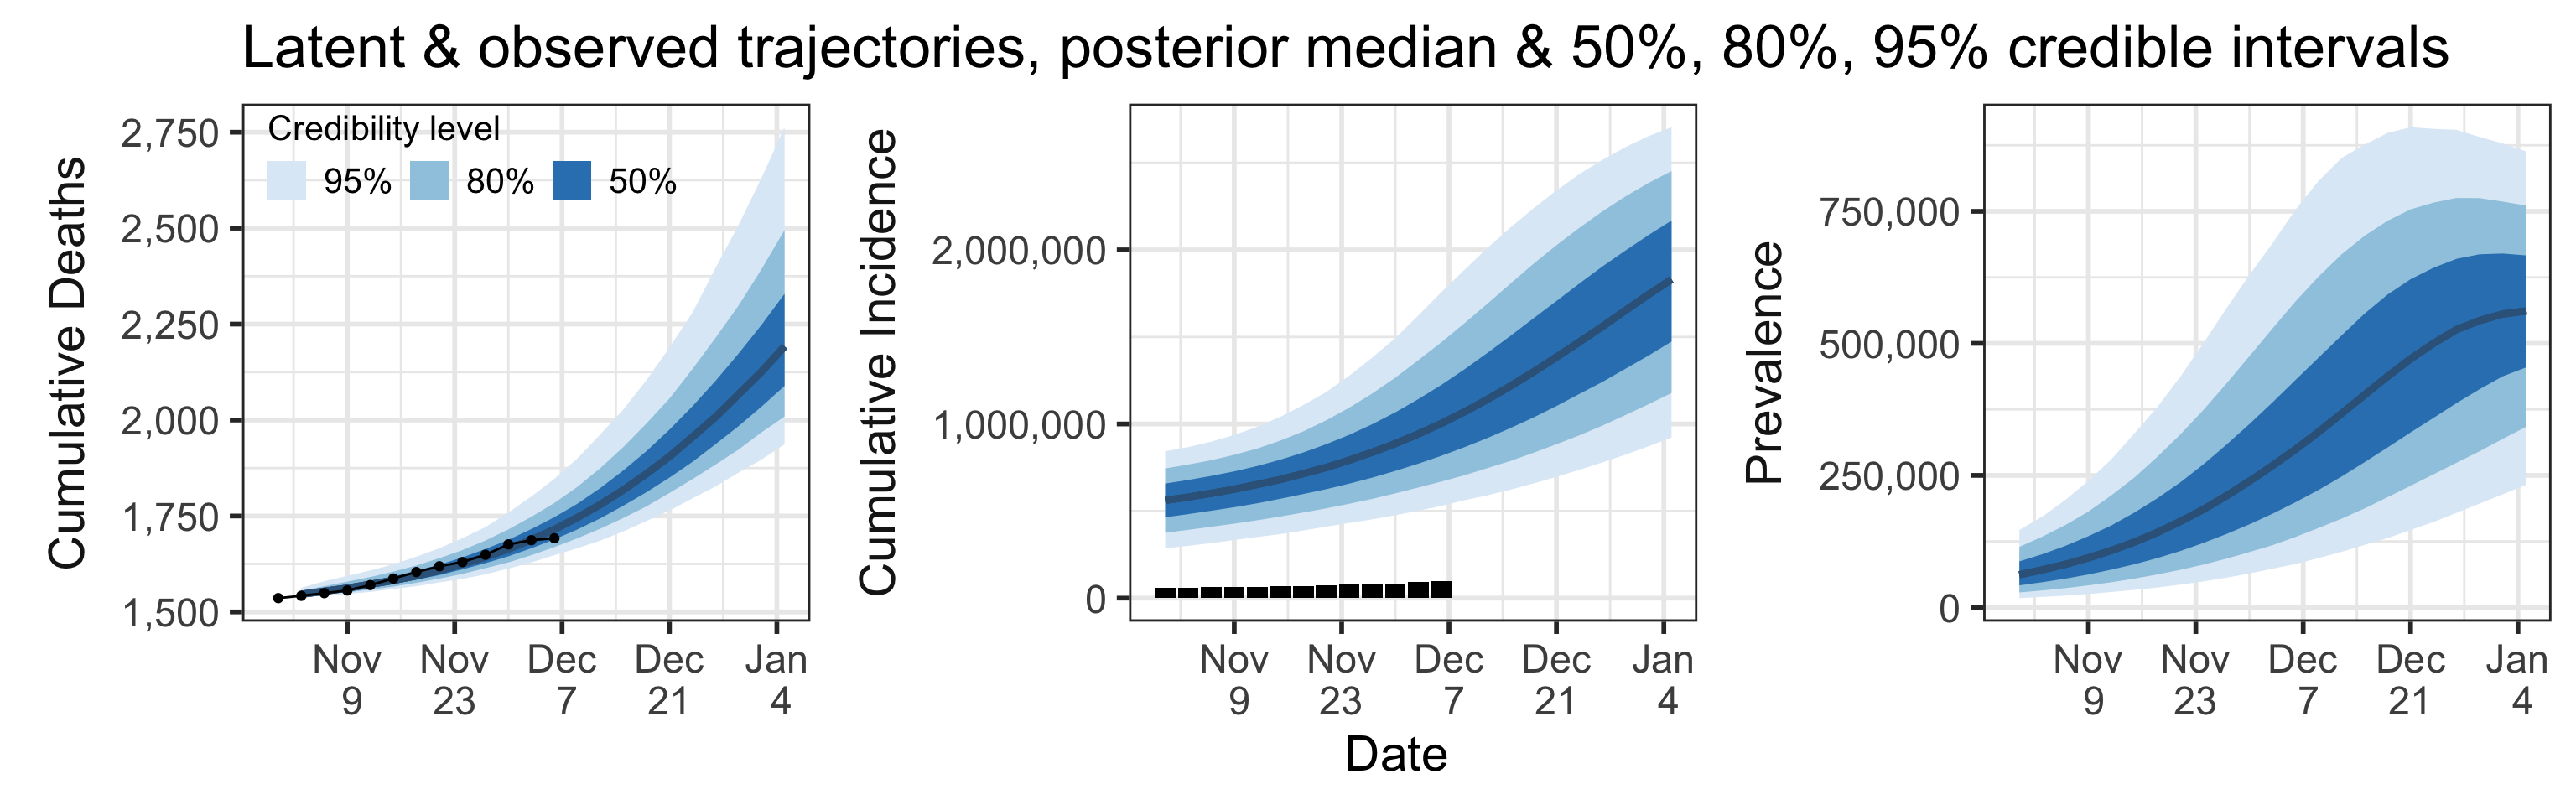 Latent & observed trajectories, posterior median & 50%, 80%, 95% credible intervals
Cumulative Deaths
2,750
2,500
2,250
2,000
1,750
1,500
Credibility level
95% 80% 50%
Nov 9
Nov 23
Dec 7
Dec 21
Jan 4
Cumulative Incidence
2,000,000
1,000,000
0
Nov 9
Nov 23
Dec 7
Dec 21
Jan 4
Prevalence
750,000
500,000
250,000
0
Nov 9
Nov 23
Dec 7
Dec 21
Jan 4
Date